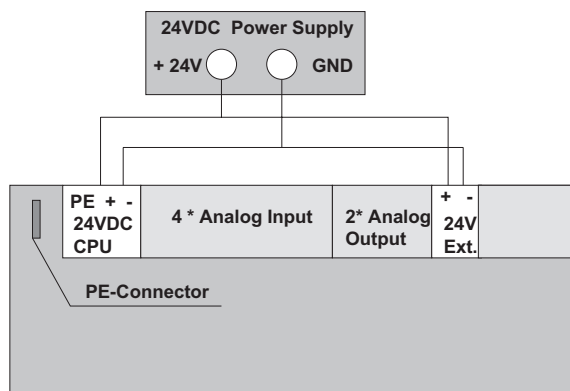 24VDC Power Supply
+ 24V GND
PE + -
24VDC
CPU
4 * Analog Input
2* Analog
Output
+ -
24V
Ext.
PE-Connector